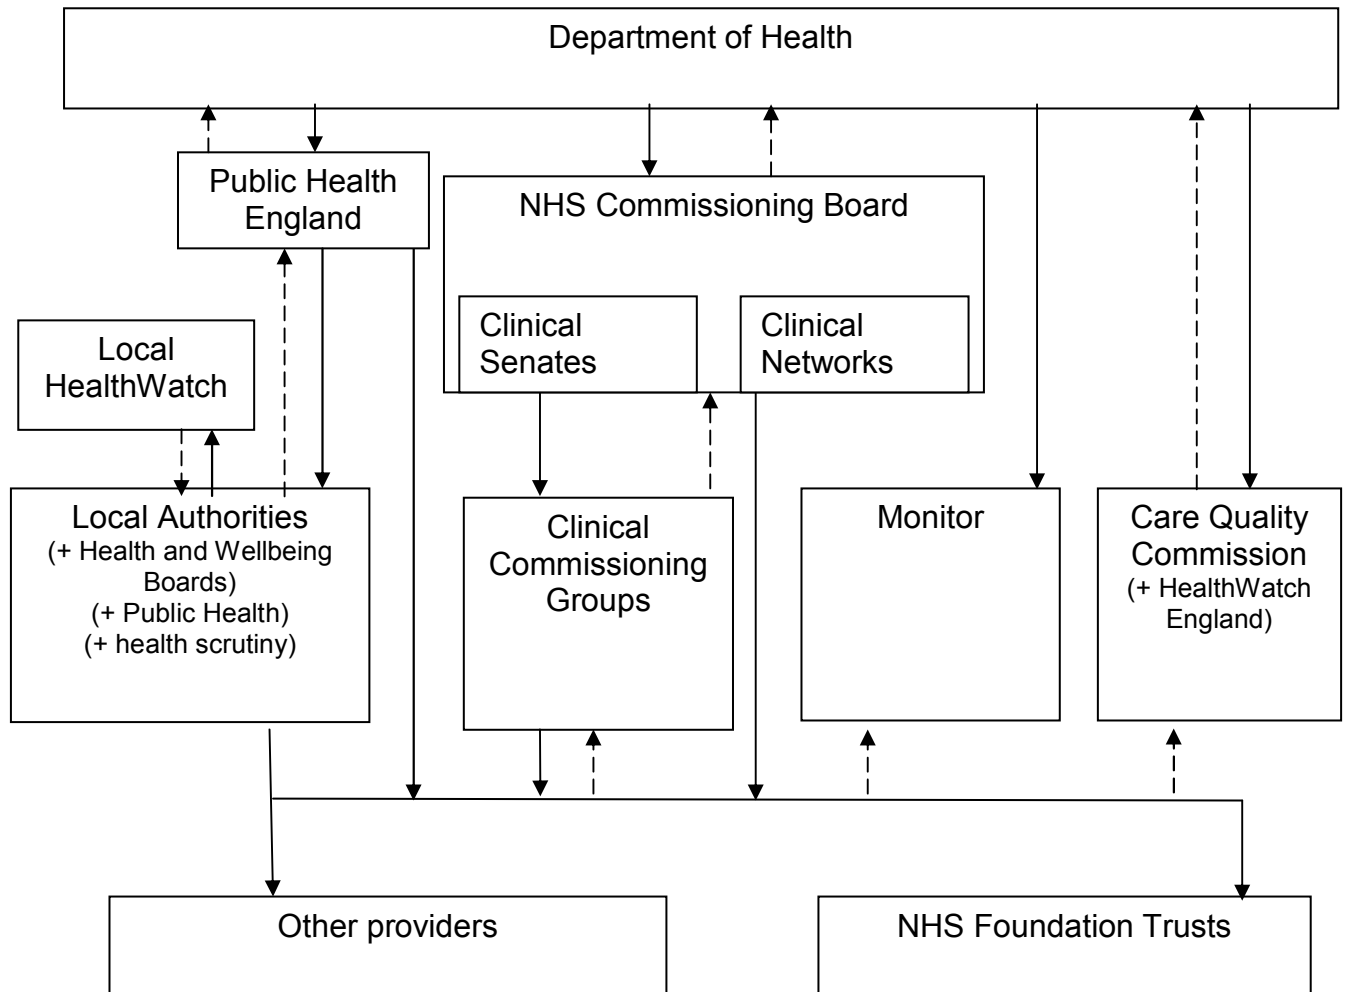 Department of Health
Public Health
England
NHS Commissioning Board
Clinical
Senates
Clinical
Networks
Local
HealthWatch
Local Authorities
(+ Health and Wellbeing
Boards)
(+ Public Health)
(+ health scrutiny)
Clinical
Commissioning
Groups
Monitor
Care Quality
Commission
(+ HealthWatch
England)
Other providers
NHS Foundation Trusts